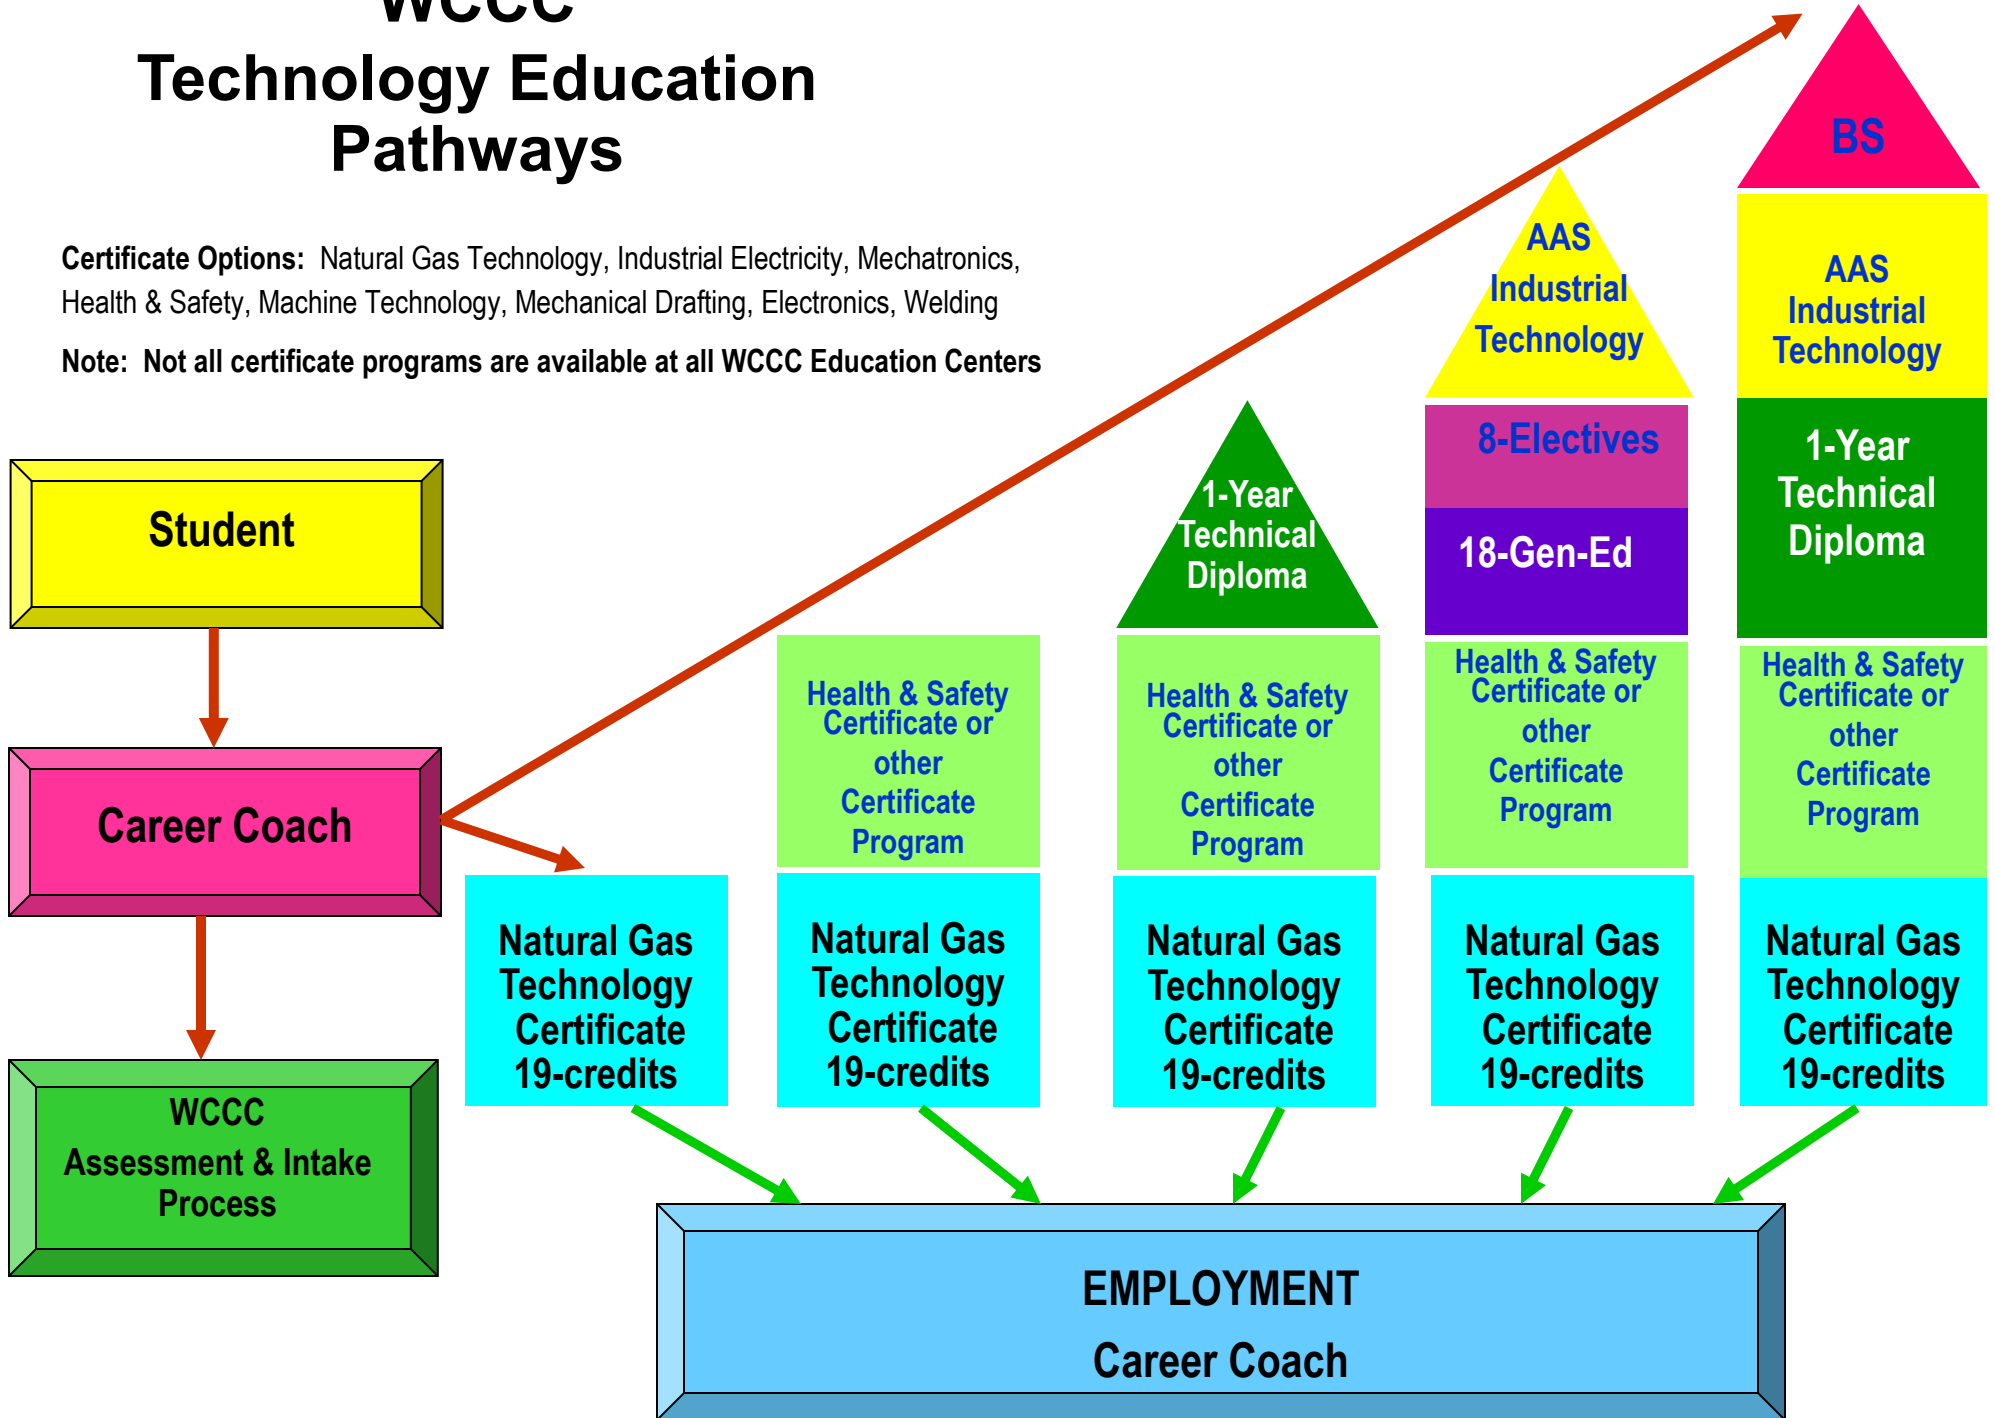 WCCC
Technology Education
Pathways
Certificate Options: Natural Gas Technology, Industrial Electricity, Mechatronics,
Health & Safety, Machine Technology, Mechanical Drafting, Electronics, Welding
Note: Not all certificate programs are available at all WCCC Education Centers
Student
Career Coach
WCCC
Assessment & Intake
Process
Natural Gas
Technology
Certificate
19-credits
Health & Safety
Certificate or
other
Certificate
Program
Natural Gas
Technology
Certificate
19-credits
1-Year
Technical
Diploma
Health & Safety
Certificate or
other
Certificate
Program
Natural Gas
Technology
Certificate
19-credits
AAS
Industrial
Technology
8-Electives
18-Gen-Ed
Health & Safety
Certificate or
other
Certificate
Program
Natural Gas
Technology
Certificate
19-credits
BS
AAS
Industrial
Technology
1-Year
Technical
Diploma
Health & Safety
Certificate or
other
Certificate
Program
Natural Gas
Technology
Certificate
19-credits
EMPLOYMENT
Career Coach